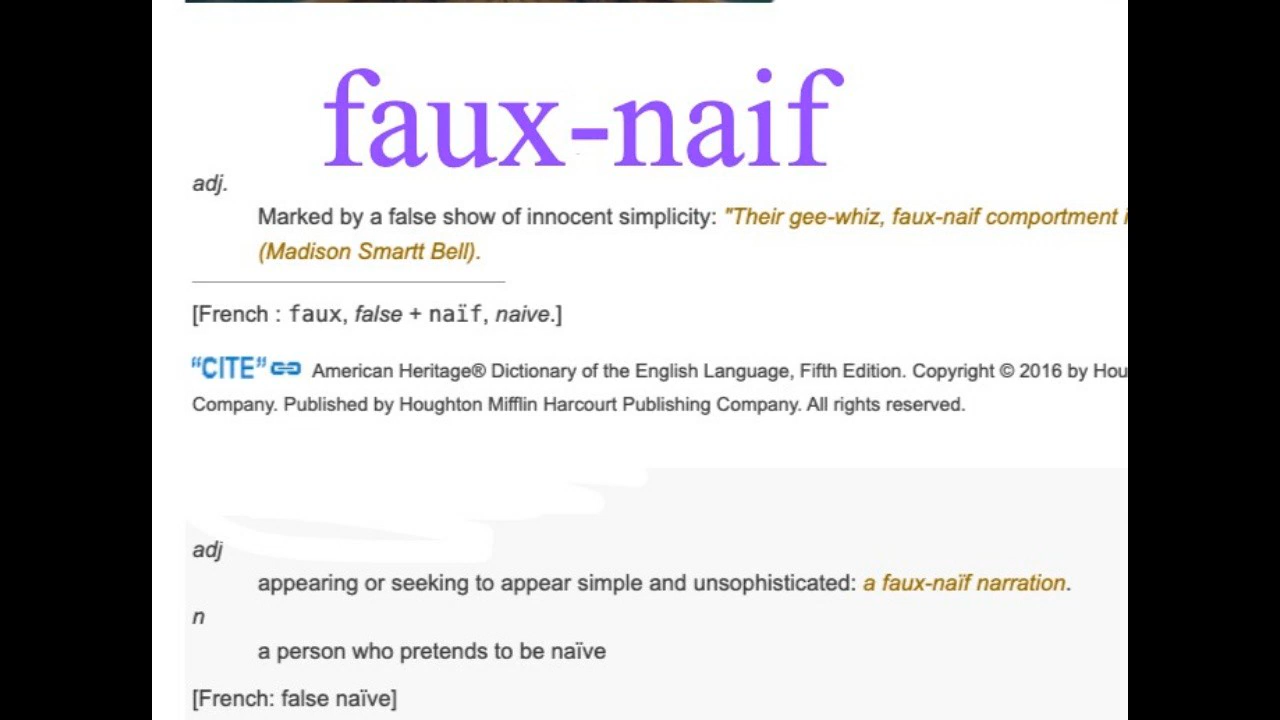 faux-naif
adj.
Marked by a false show of innocent simplicity: "Their gee-whiz, faux-naif comportment
(Madison Smartt Bell).
[French : faux, false + naïf, naive.]
"CITE" American Heritage® Dictionary of the English Language, Fifth Edition. Copyright © 2016 by
Company. Published by Houghton Mifflin Harcourt Publishing Company. All rights reserved.
adj
appearing or seeking to appear simple and unsophisticated: a faux-naïf narration.
n
a person who pretends to be naïve
[French: false naïve]